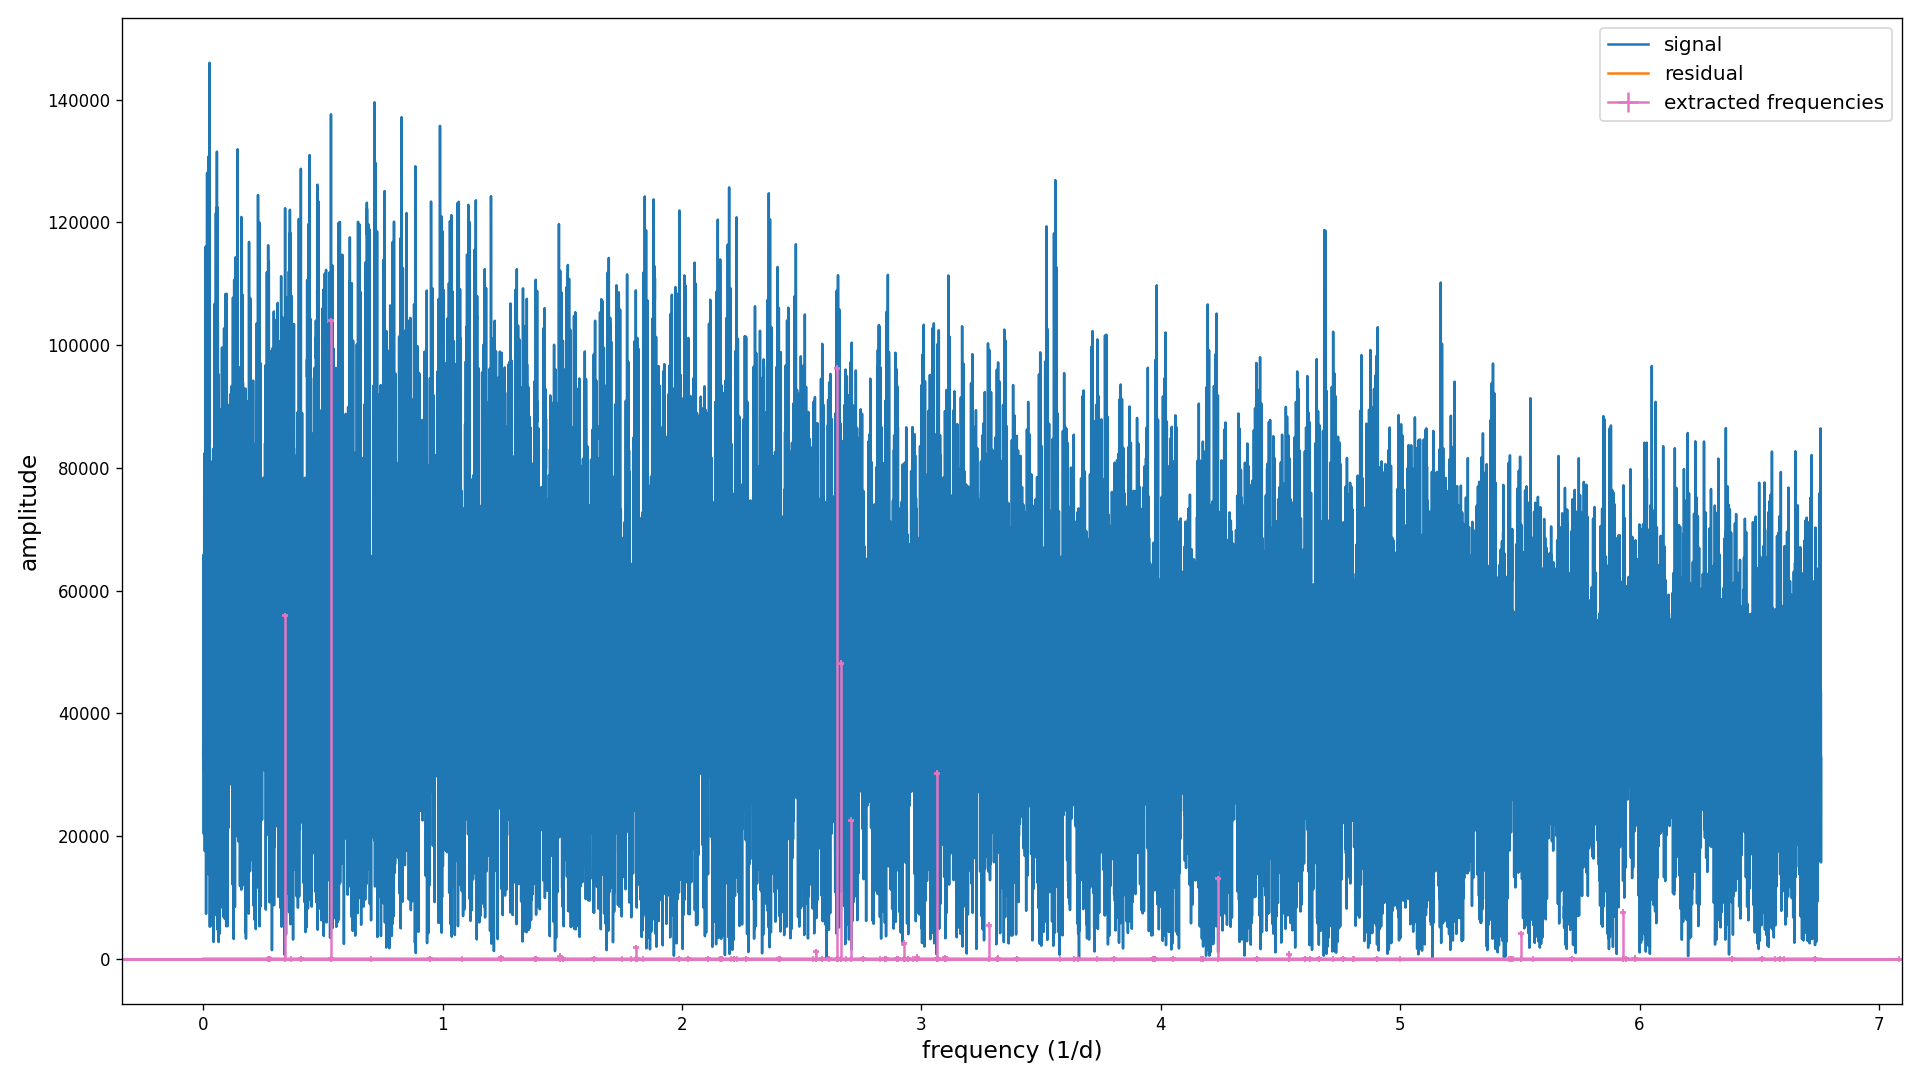 signal
residual
extracted frequencies
amplitude
140000
120000
100000
80000
60000
40000
20000
0
0 1 2 3 4 5 6 7
frequency (1/d)